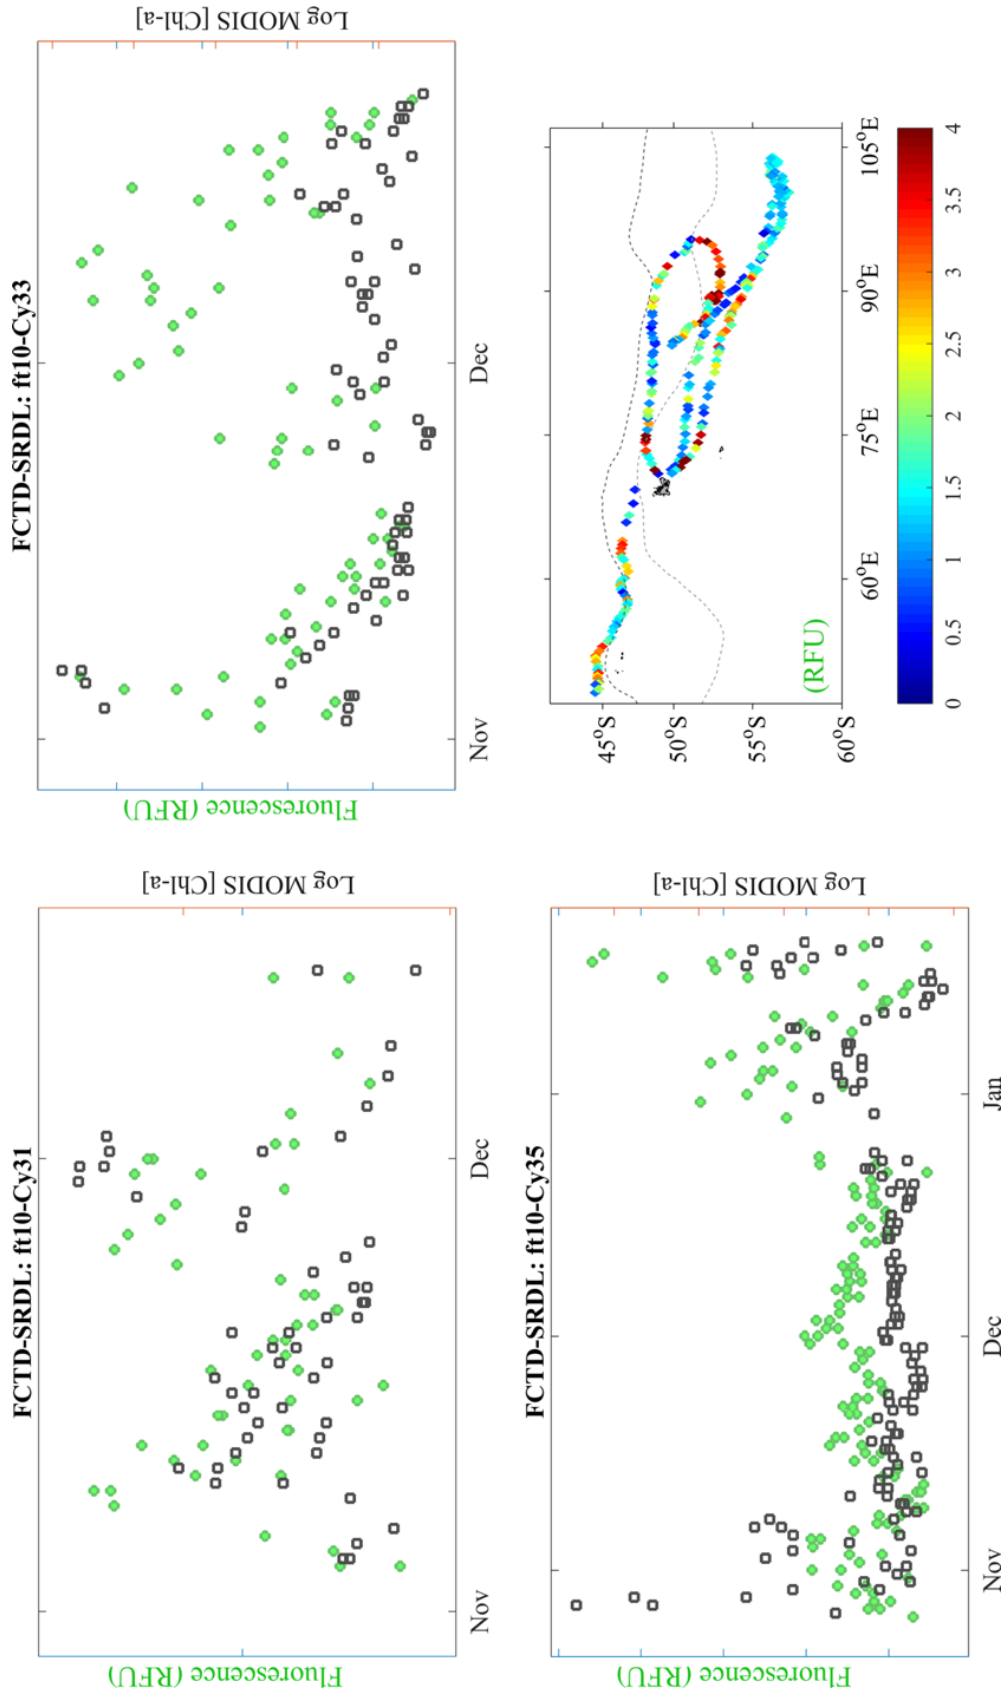 FCTD-SRDL: ft10-Cy31
Fluorescence (RFU)
Log MODIS [Chl-a]
Nov
Dec
FCTD-SRDL: ft10-Cy33
Fluorescence (RFU)
Log MODIS [Chl-a]
Nov
Dec
FCTD-SRDL: ft10-Cy35
Fluorescence (RFU)
Log MODIS [Chl-a]
Nov
Dec
Jan
45°S
50°S
55°S
60°S
(RFU)
60°E
75°E
90°E
105°E
0
0.5
1
1.5
2
2.5
3
3.5
4